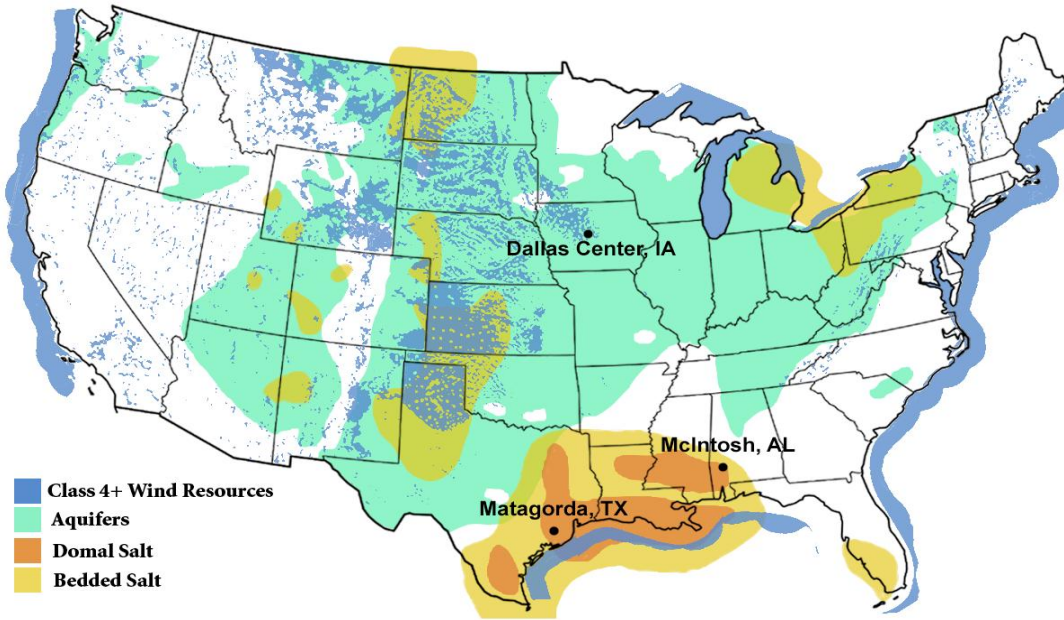 Dallas Center, IA
McIntosh, AL
Matagorda, TX
Class 4+ Wind Resources
Aquifers
Domal Salt
Bedded Salt